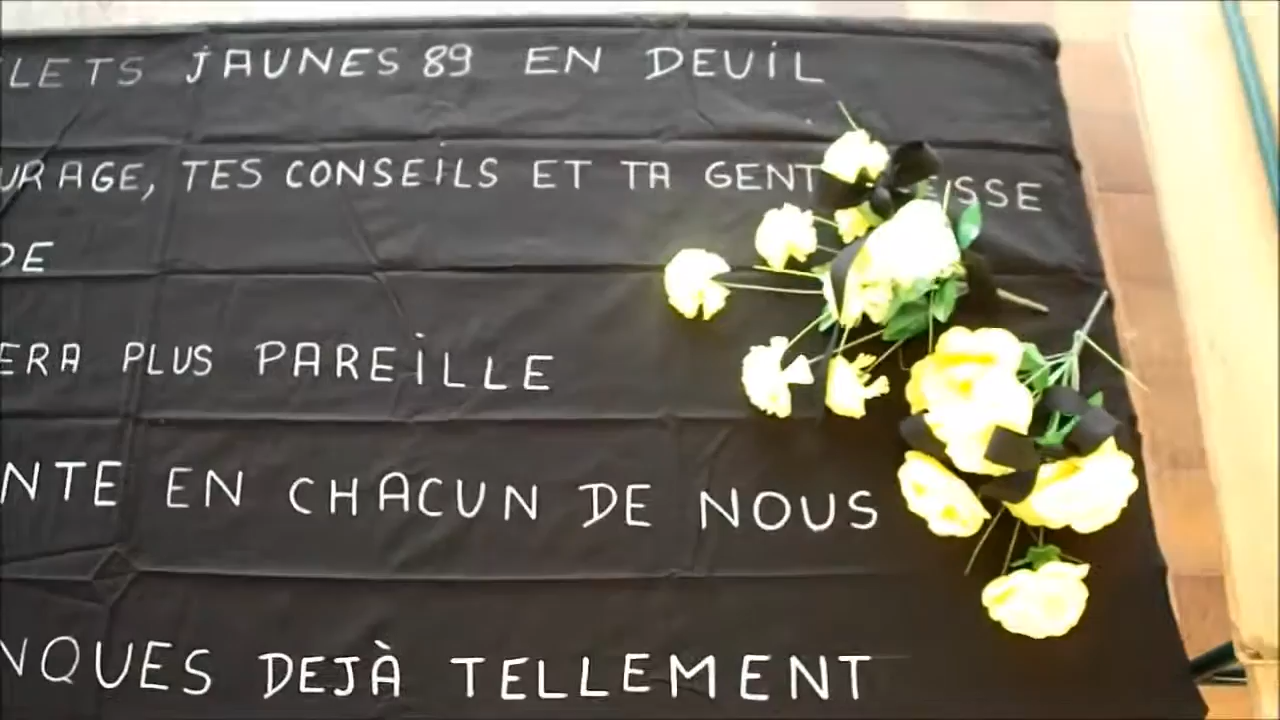 LETS JAUNES 89 EN DEUIL
URAGE, TES CONSEILS ET TA GENT EISSE
DE
ERA PLUS PAREILLE
NTE EN CHACUN DE NOUS
NQUES DEJÀ TELLEMENT